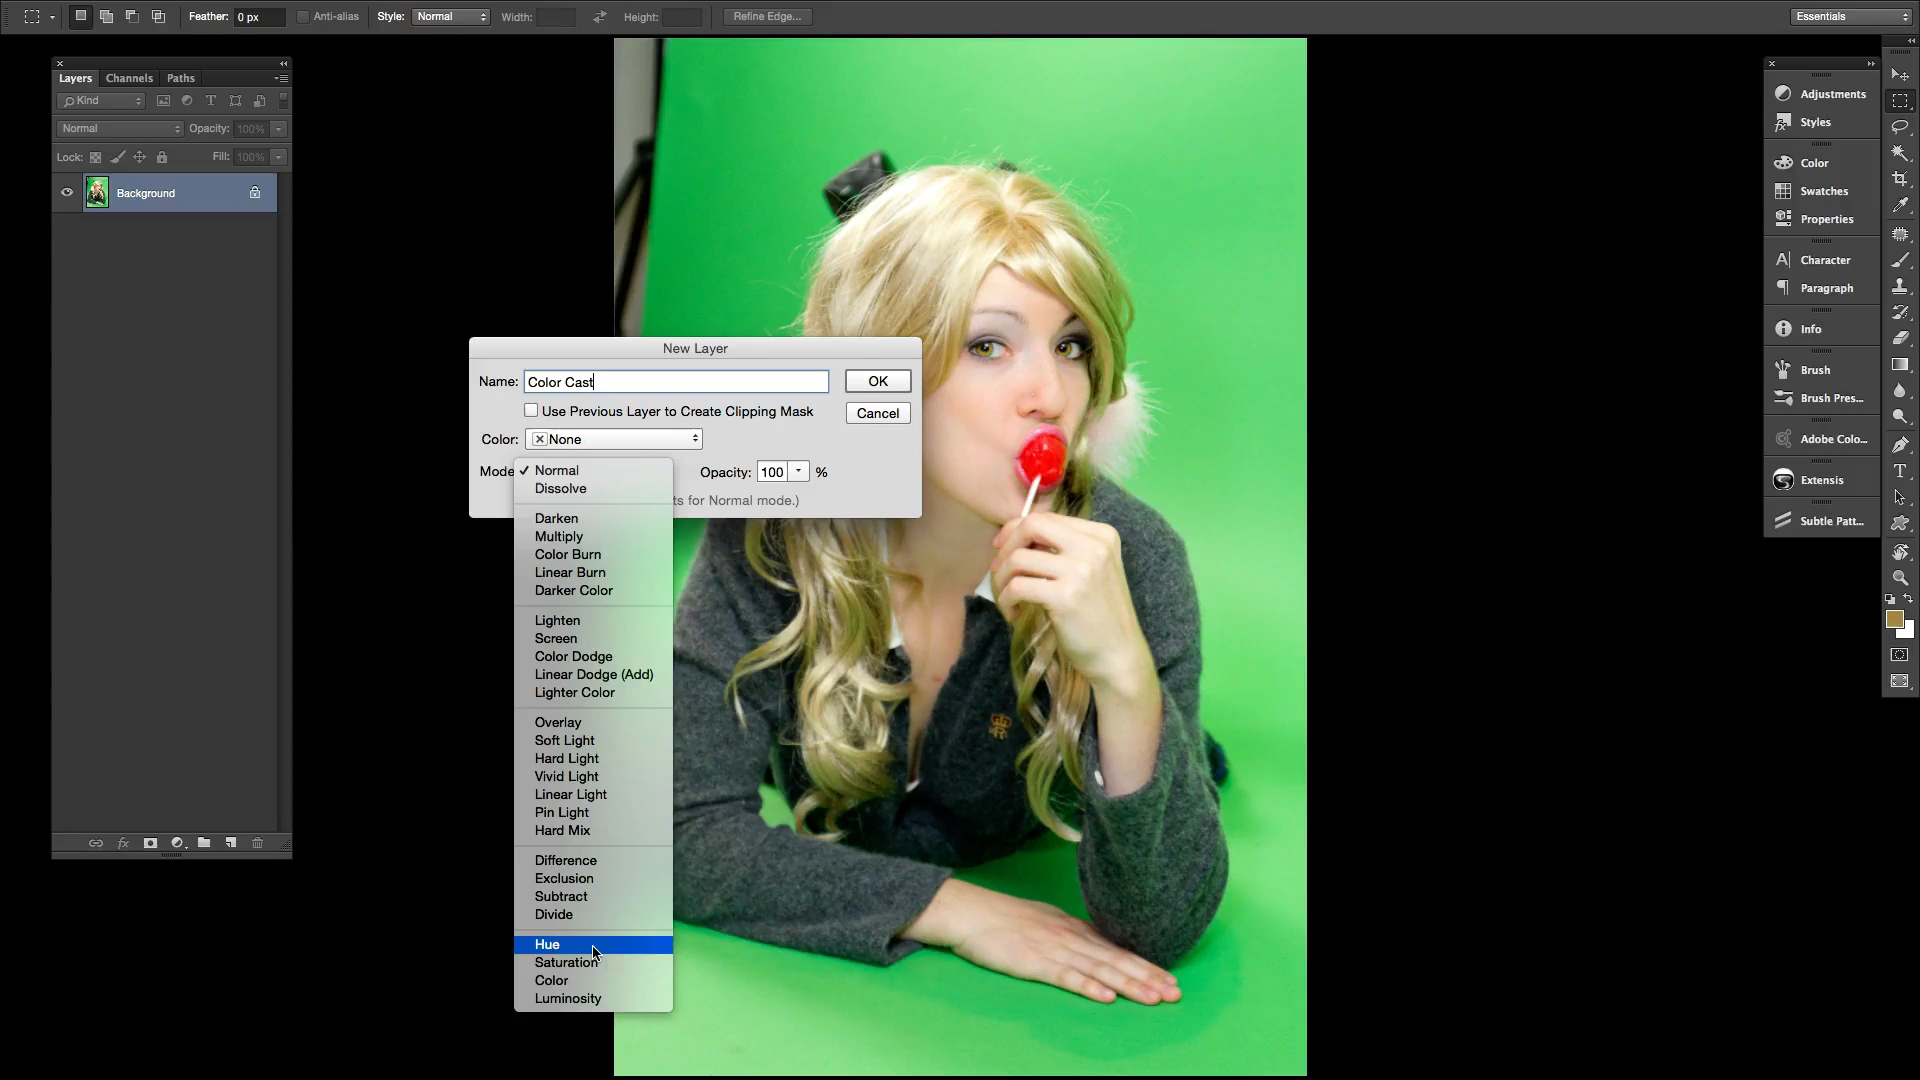 Feather: 0 px Anti-alias Style: Normal Width: Height: Refine Edge... Essentials
Layers Channels Paths
Kind
Normal Opacity: 100%
Lock: Fill: 100%
Background
New Layer
Name: Color Cast OK
Use Previous Layer to Create Clipping Mask Cancel
Color: None
Mode Normal Opacity: 100 %
Dissolve
ts for Normal mode.)
Darken
Multiply
Color Burn
Linear Burn
Darker Color
Lighten
Screen
Color Dodge
Linear Dodge (Add)
Lighter Color
Overlay
Soft Light
Hard Light
Vivid Light
Linear Light
Pin Light
Hard Mix
Difference
Exclusion
Subtract
Divide
Hue
Saturation
Color
Luminosity
Adjustments
Styles
Color
Swatches
Properties
Character
Paragraph
Info
Brush
Brush Pres...
Adobe Colo...
Extensis
Subtle Patt...